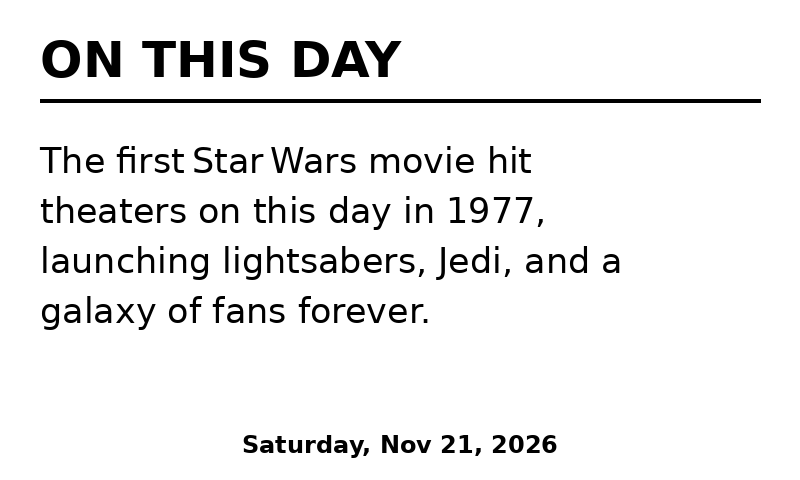 ON THIS DAY
The first Star Wars movie hit
theaters on this day in 1977,
launching lightsabers, Jedi, and a
galaxy of fans forever.
Saturday, Nov 21, 2026